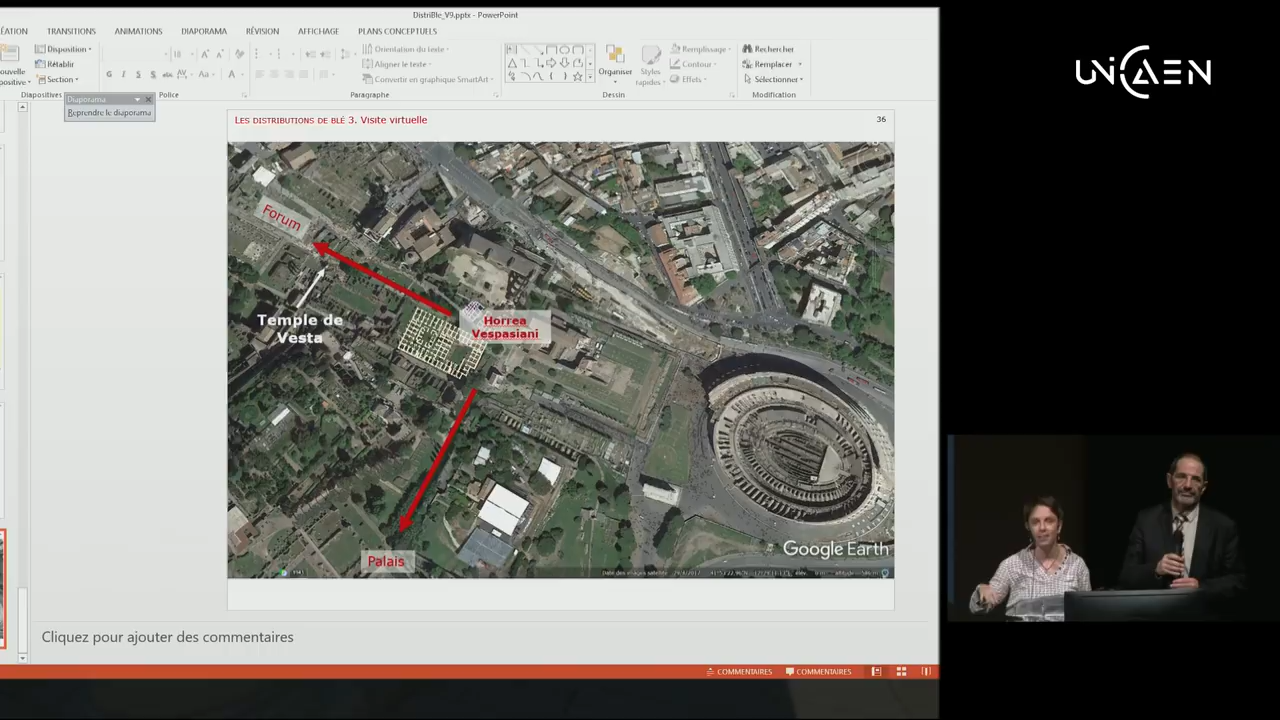 DistriBle_V9.pptx - PowerPoint
ÉATION TRANSITIONS ANIMATIONS DIAPORAMA RÉVISION AFFICHAGE PLANS CONCEPTUELS
Disposition
Rétablir
Section
Diapositives
Police
Orientation du texte
Aligner le texte
Convertir en graphique SmartArt
Paragraphe
Organiser
Styles
rapides
Remplissage
Contour
Effets
Dessin
Rechercher
Remplacer
Sélectionner
Modification
Diaporama
Reprendre le diaporama
LES DISTRIBUTIONS DE BLÉ 3. Visite virtuelle
36
Forum
Temple de
Vesta
Horrea
Vespasiani
Palais
Google Earth
Cliquez pour ajouter des commentaires
COMMENTAIRES COMMENTAIRES
UNICAEN